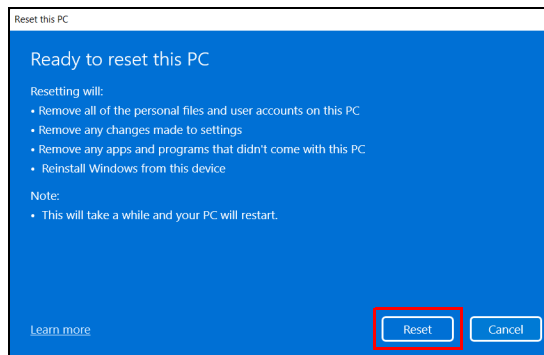 Reset this PC
Ready to reset this PC
Resetting will:
• Remove all of the personal files and user accounts on this PC
• Remove any changes made to settings
• Remove any apps and programs that didn't come with this PC
• Reinstall Windows from this device
Note:
• This will take a while and your PC will restart.
Learn more
Reset
Cancel